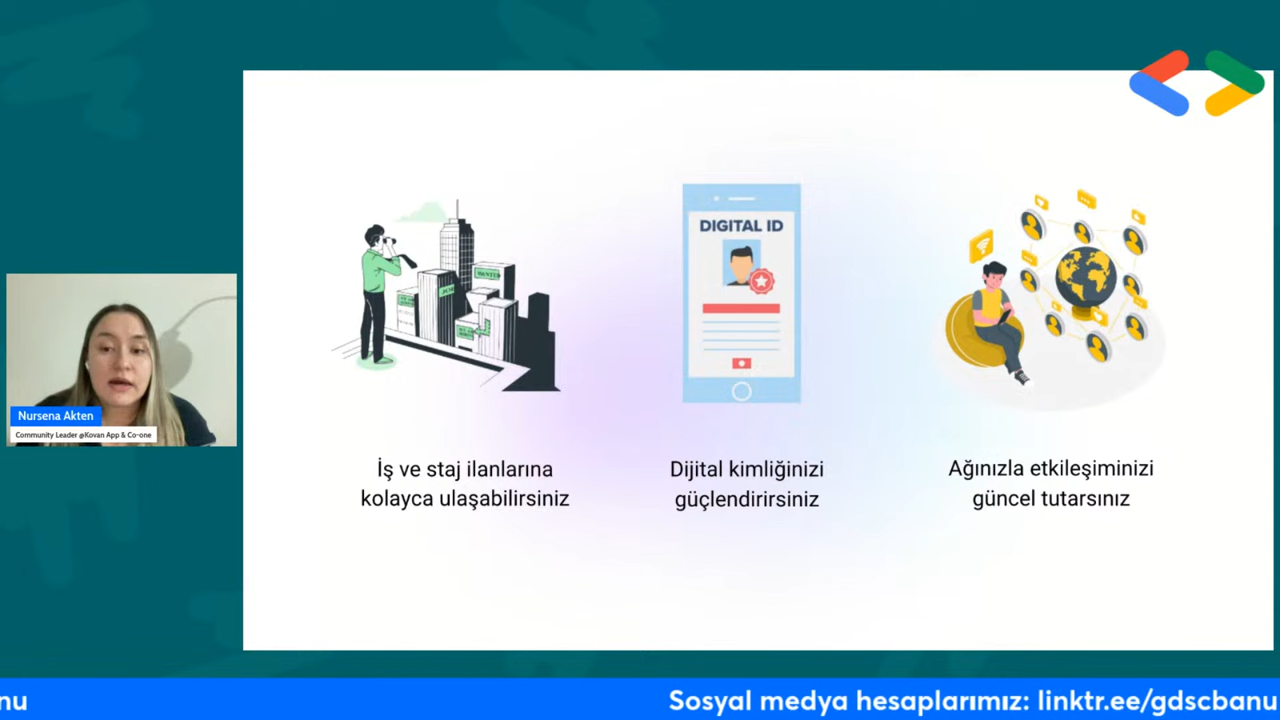 DIGITAL ID
WANTED
Nursena Akten
Community Leader @Kovan App & Co-one
İş ve staj ilanlarına
kolayca ulaşabilirsiniz
Dijital kimliğinizi
güçlendirirsiniz
Ağınızla etkileşiminizi
güncel tutarsınız
nu
Sosyal medya hesaplarımız: linktr.ee/gdscbanu